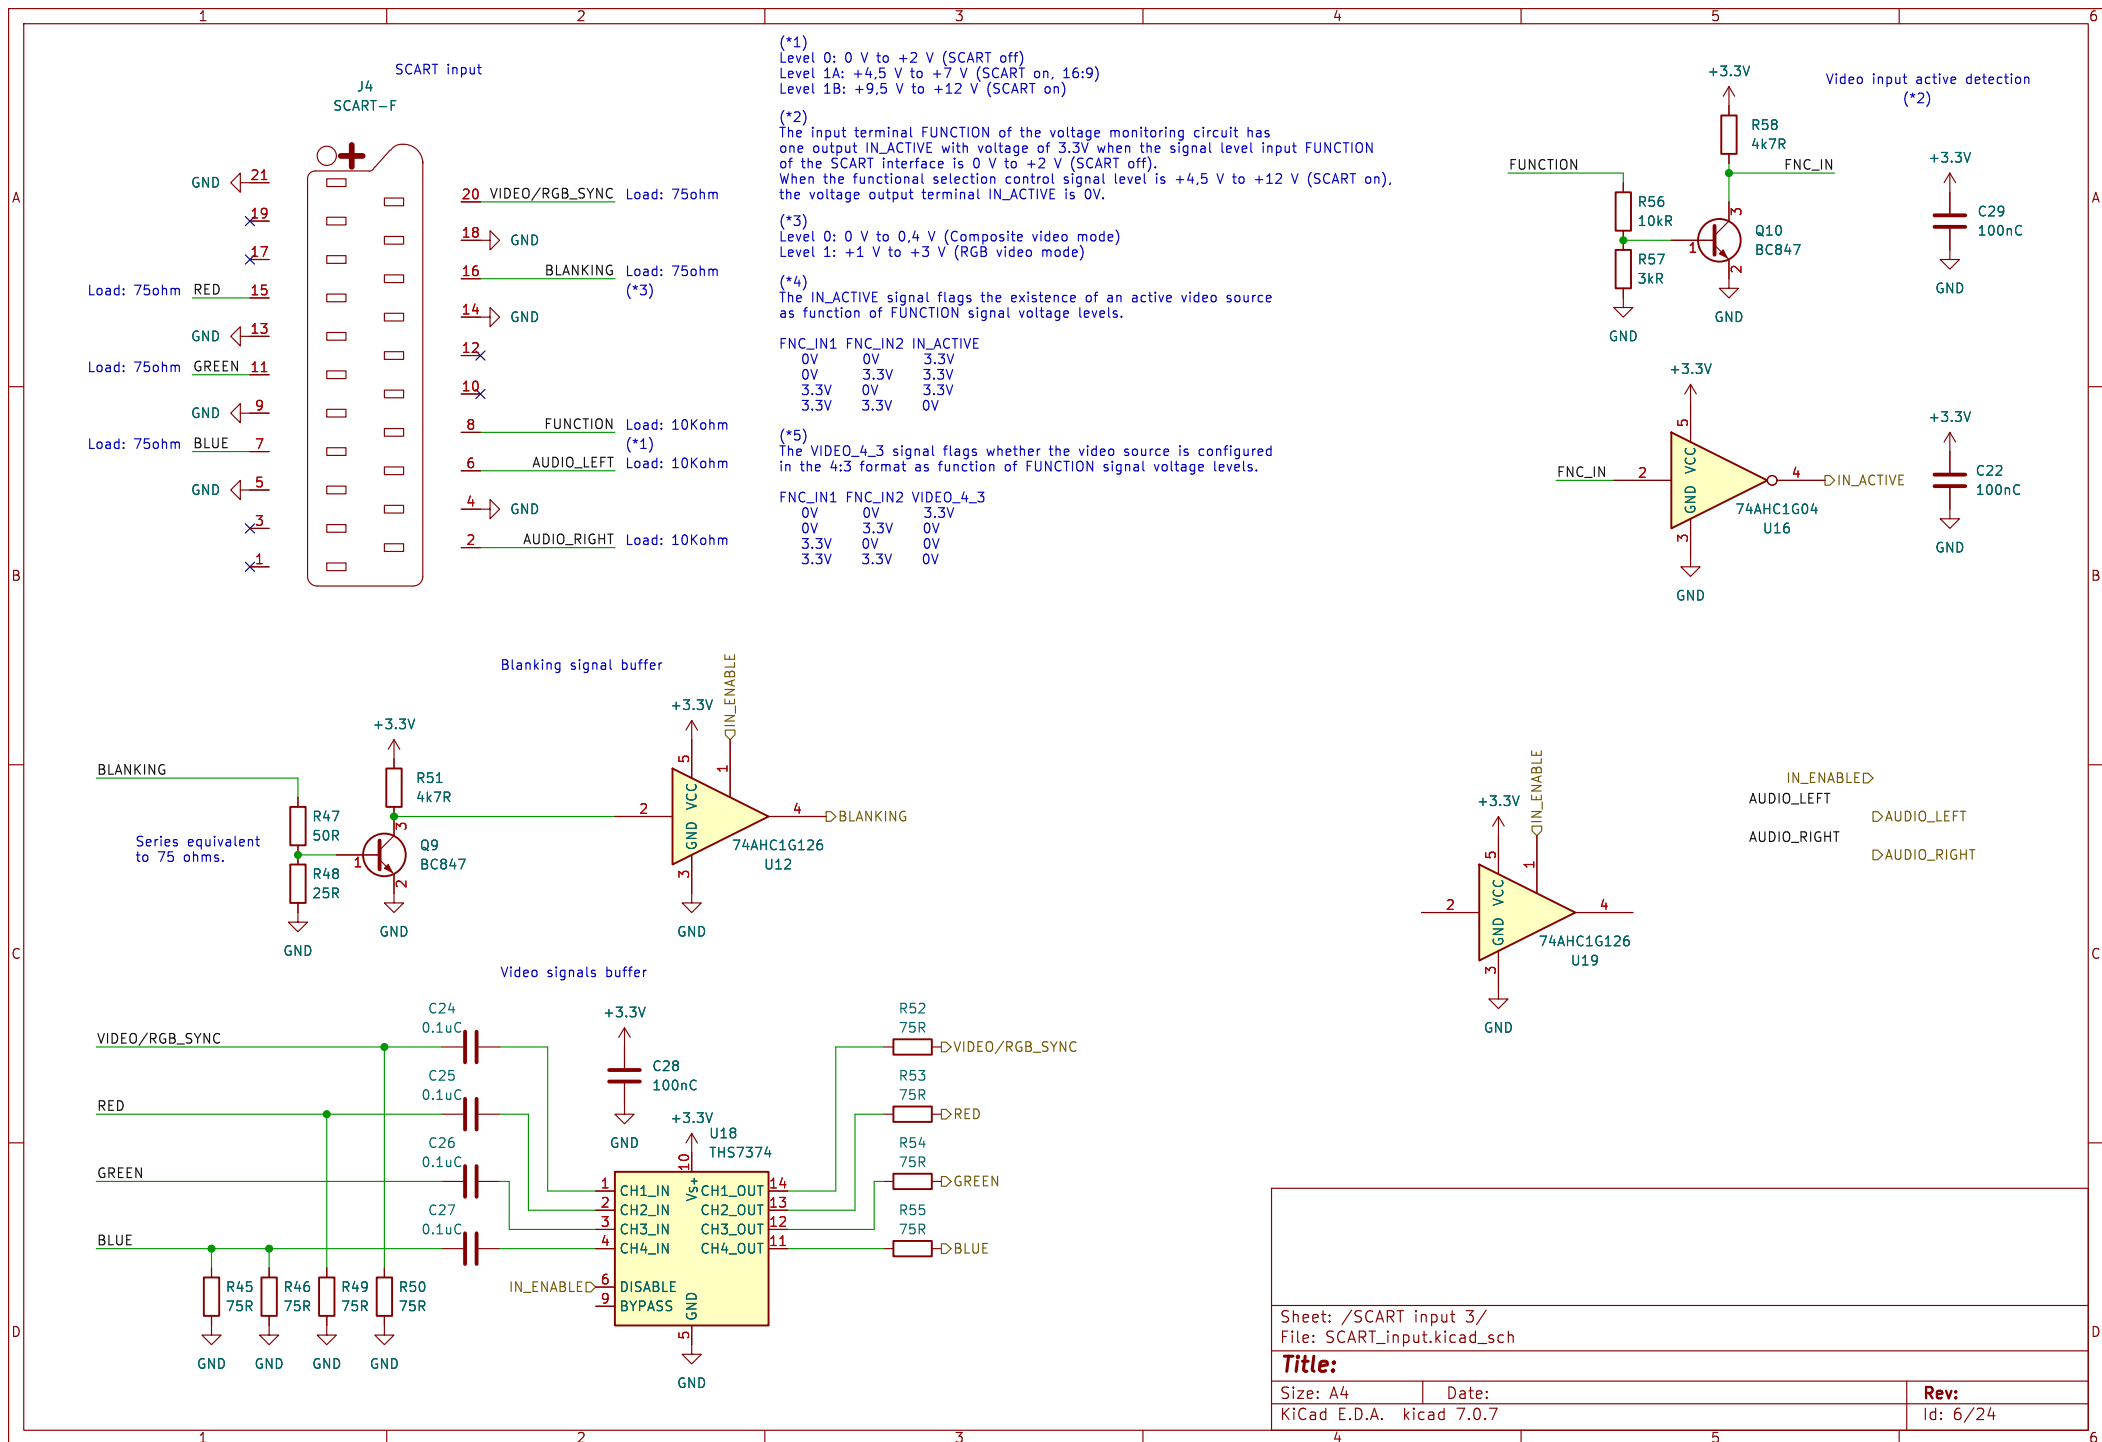 1 2 3 4 5 6
A
B
C
D
SCART input
J4
SCART-F
GND 21
19
17
Load: 75ohm RED 15
GND 13
Load: 75ohm GREEN 11
GND 9
Load: 75ohm BLUE 7
GND 5
3
1
20 VIDEO/RGB_SYNC Load: 75ohm
18 GND
16 BLANKING Load: 75ohm
(*3)
14 GND
12
10
8 FUNCTION Load: 10Kohm
(*1)
6 AUDIO_LEFT Load: 10Kohm
4 GND
2 AUDIO_RIGHT Load: 10Kohm
(*1)
Level 0: 0 V to +2 V (SCART off)
Level 1A: +4,5 V to +7 V (SCART on, 16:9)
Level 1B: +9,5 V to +12 V (SCART on)
(*2)
The input terminal FUNCTION of the voltage monitoring circuit has
one output IN_ACTIVE with voltage of 3.3V when the signal level input FUNCTION
of the SCART interface is 0 V to +2 V (SCART off).
When the functional selection control signal level is +4,5 V to +12 V (SCART on),
the voltage output terminal IN_ACTIVE is 0V.
(*3)
Level 0: 0 V to 0,4 V (Composite video mode)
Level 1: +1 V to +3 V (RGB video mode)
(*4)
The IN_ACTIVE signal flags the existence of an active video source
as function of FUNCTION signal voltage levels.
FNC_IN1 FNC_IN2 IN_ACTIVE
0V 0V 3.3V
0V 3.3V 3.3V
3.3V 0V 3.3V
3.3V 3.3V 0V
(*5)
The VIDEO_4_3 signal flags whether the video source is configured
in the 4:3 format as function of FUNCTION signal voltage levels.
FNC_IN1 FNC_IN2 VIDEO_4_3
0V 0V 3.3V
0V 3.3V 0V
3.3V 0V 0V
3.3V 3.3V 0V
Video input active detection
(*2)
+3.3V
R58
4k7R
FUNCTION
FNC_IN
R56
10kR
R57
3kR
3
1
2
Q10
BC847
GND
GND
+3.3V
C29
100nC
GND
+3.3V
5
VCC
FNC_IN 2
4 IN_ACTIVE
GND
3
74AHC1G04
U16
GND
+3.3V
C22
100nC
GND
Blanking signal buffer
BLANKING
+3.3V
R51
4k7R
R47
50R
Series equivalent
to 75 ohms.
R48
25R
3
1
2
Q9
BC847
GND
GND
+3.3V
IN_ENABLE
5
1
VCC
2
4 BLANKING
GND
3
74AHC1G126
U12
GND
+3.3V
IN_ENABLE
5
1
VCC
2
4
GND
3
74AHC1G126
U19
GND
IN_ENABLE
AUDIO_LEFT
AUDIO_LEFT
AUDIO_RIGHT
AUDIO_RIGHT
Video signals buffer
VIDEO/RGB_SYNC
C24
0.1uC
RED
C25
0.1uC
GREEN
C26
0.1uC
BLUE
C27
0.1uC
R45
75R
R46
75R
R49
75R
R50
75R
GND GND GND GND
+3.3V
C28
100nC
GND
+3.3V
U18
THS7374
10
Vs+
1 CH1_IN CH1_OUT 14
2 CH2_IN CH2_OUT 13
3 CH3_IN CH3_OUT 12
4 CH4_IN CH4_OUT 11
IN_ENABLE 6 DISABLE
9 BYPASS
GND
5
GND
R52
75R
VIDEO/RGB_SYNC
R53
75R
RED
R54
75R
GREEN
R55
75R
BLUE
Sheet: /SCART input 3/
File: SCART_input.kicad_sch
Title:
Size: A4 Date: Rev:
KiCad E.D.A. kicad 7.0.7 Id: 6/24
A
B
C
D
1 2 3 4 5 6